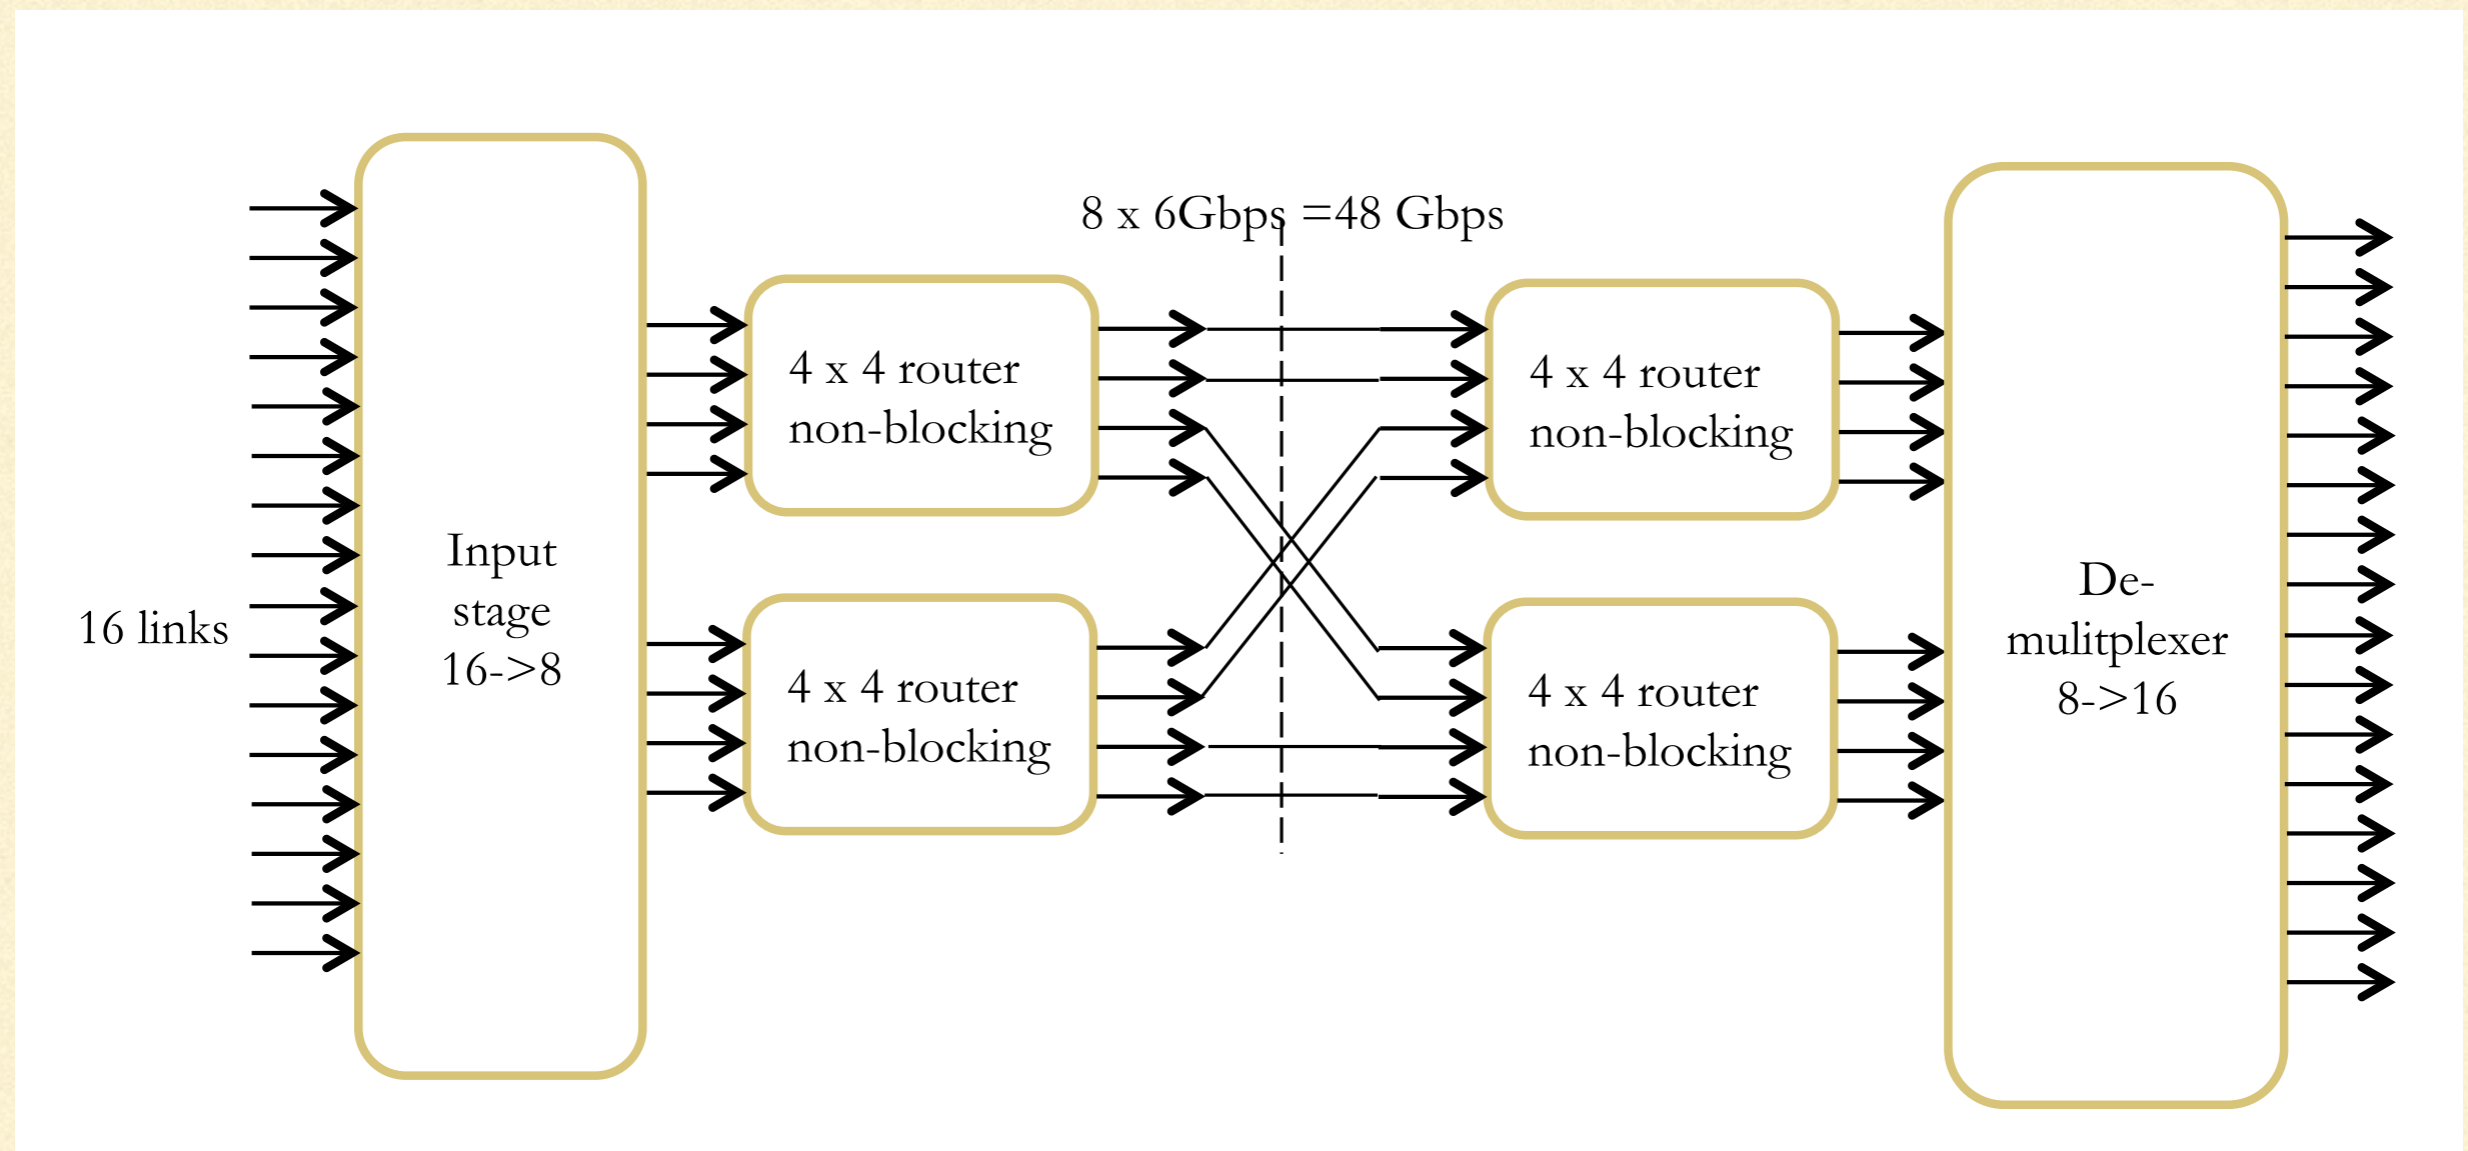 8 x 6Gbps =48 Gbps
16 links
Input
stage
16->8
4 x 4 router
non-blocking
4 x 4 router
non-blocking
4 x 4 router
non-blocking
4 x 4 router
non-blocking
De-
mulitplexer
8->16